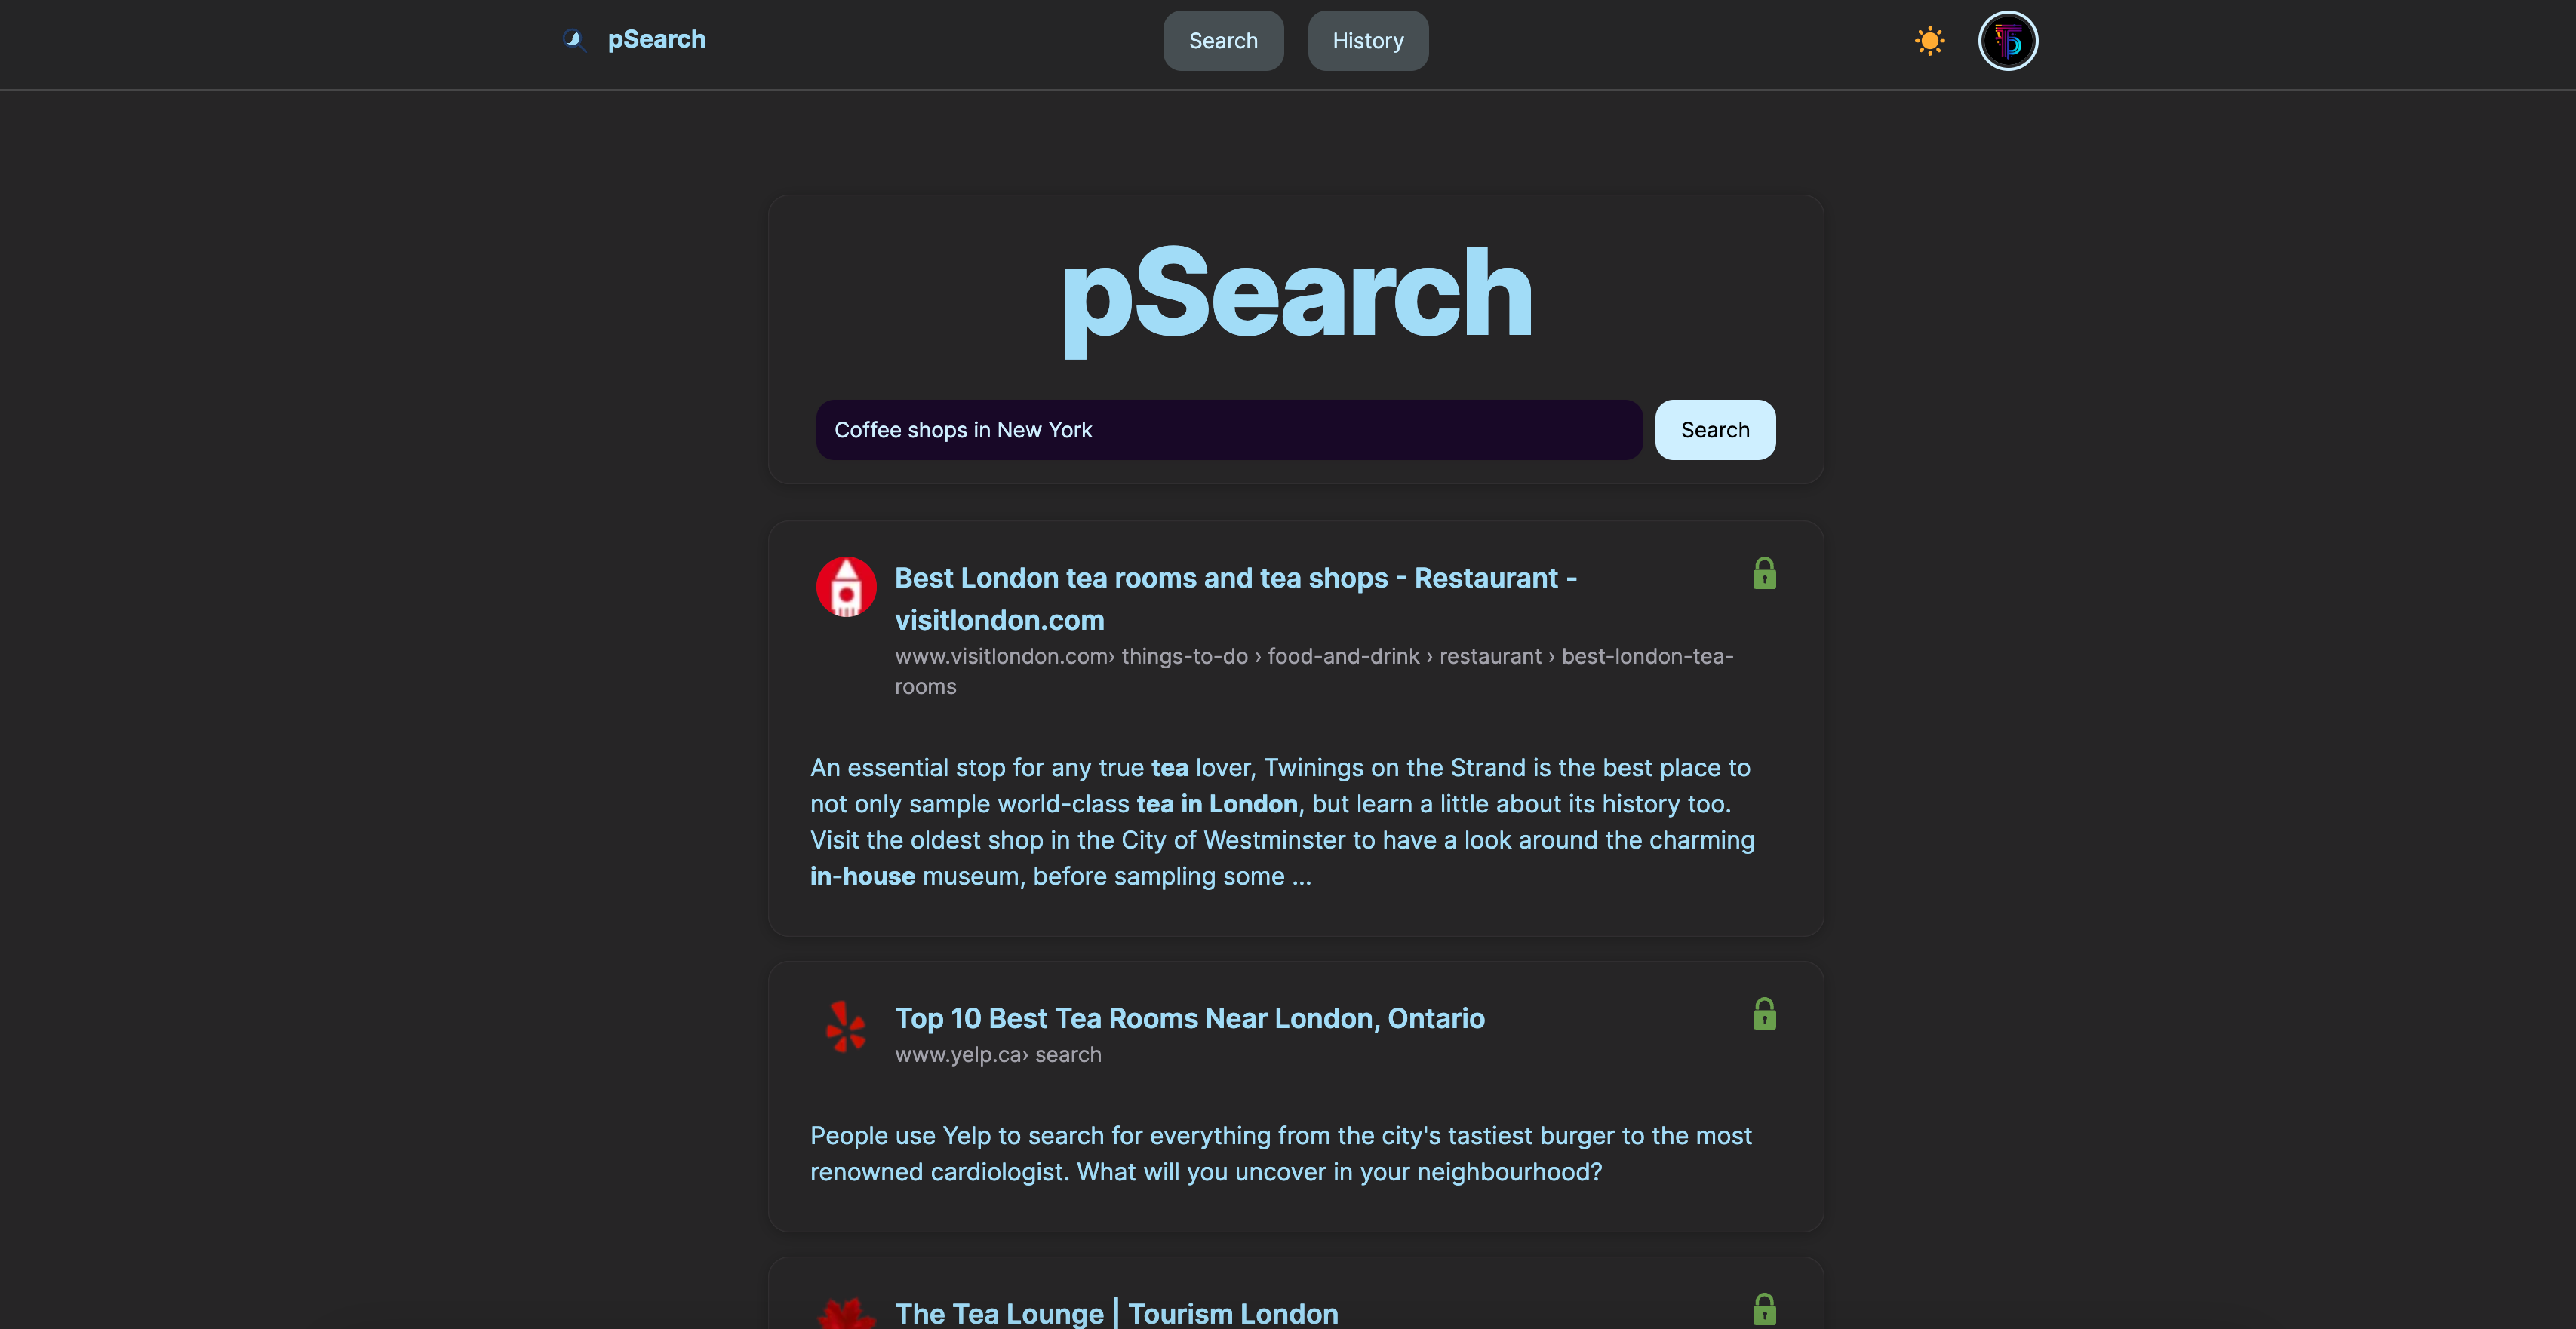 pSearch
Search
History
pSearch
Coffee shops in New York
Search
Best London tea rooms and tea shops - Restaurant -
visitlondon.com
www.visitlondon.com› things-to-do › food-and-drink › restaurant › best-london-tea-
rooms
An essential stop for any true tea lover, Twinings on the Strand is the best place to
not only sample world-class tea in London, but learn a little about its history too.
Visit the oldest shop in the City of Westminster to have a look around the charming
in-house museum, before sampling some ...
Top 10 Best Tea Rooms Near London, Ontario
www.yelp.ca› search
People use Yelp to search for everything from the city's tastiest burger to the most
renowned cardiologist. What will you uncover in your neighbourhood?
The Tea Lounge | Tourism London